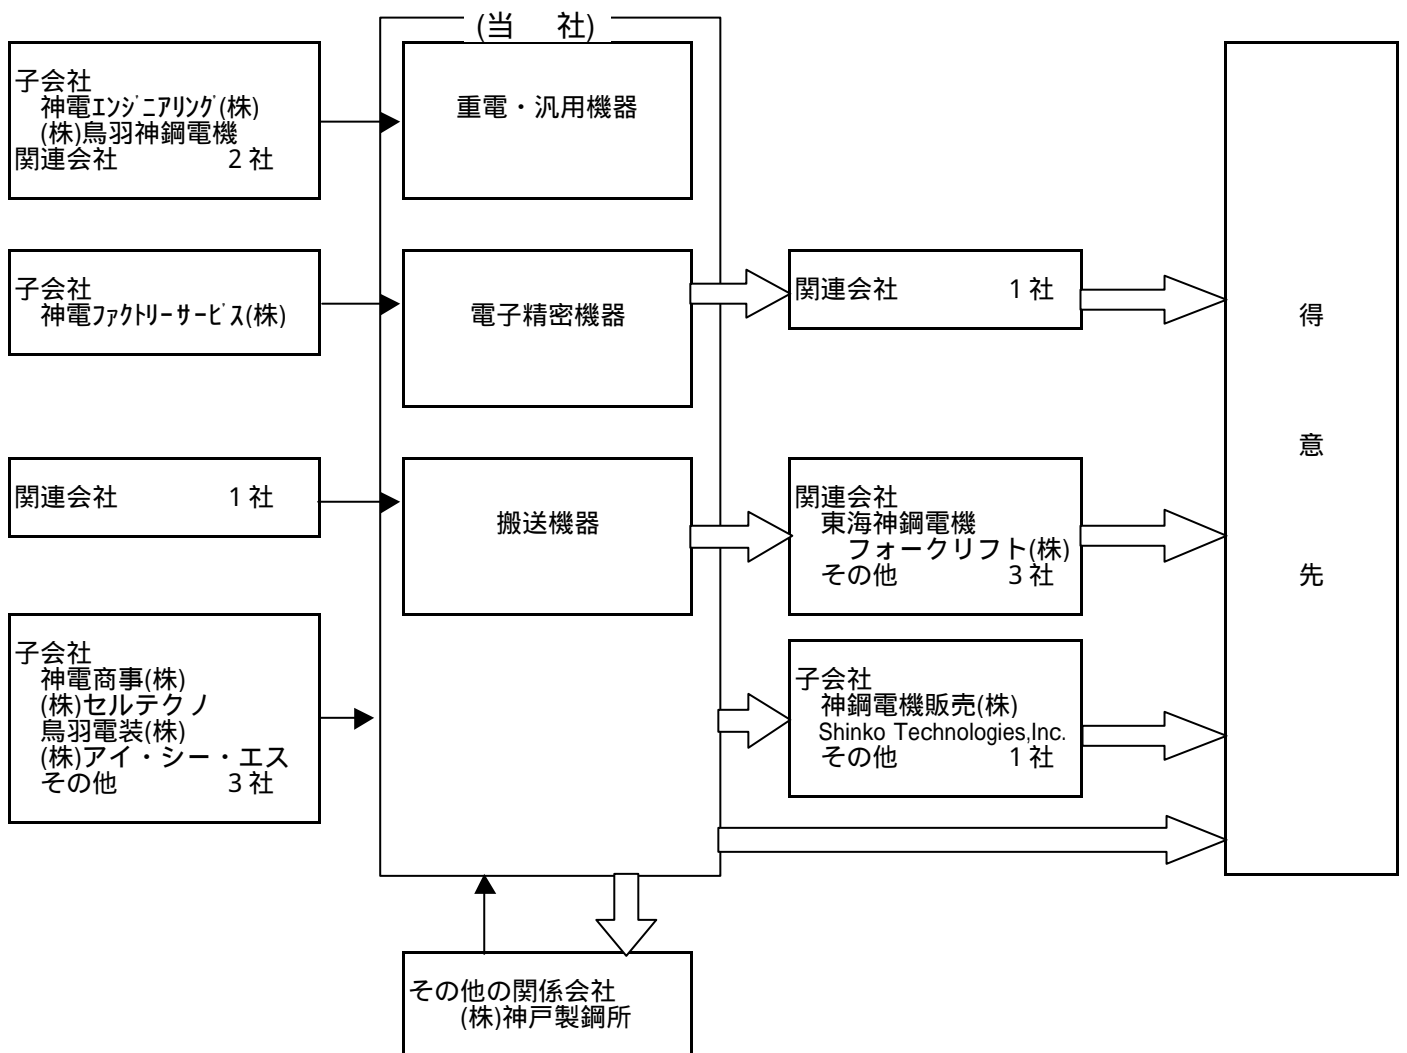 (当 社)
子会社
神電ｴﾝｼﾞﾆｱﾘﾝｸﾞ(株)
(株)鳥羽神鋼電機
関連会社 2社
重電・汎用機器
子会社
神電ﾌｧｸﾄﾘｰｻｰﾋﾞｽ(株)
電子精密機器
関連会社 1社
関連会社 1社
搬送機器
関連会社
東海神鋼電機
フォークリフト(株)
その他 3社
子会社
神電商事(株)
(株)セルテクノ
鳥羽電装(株)
(株)アイ・シー・エス
その他 3社
子会社
神鋼電機販売(株)
Shinko Technologies,Inc.
その他 1社
得
意
先
その他の関係会社
(株)神戸製鋼所